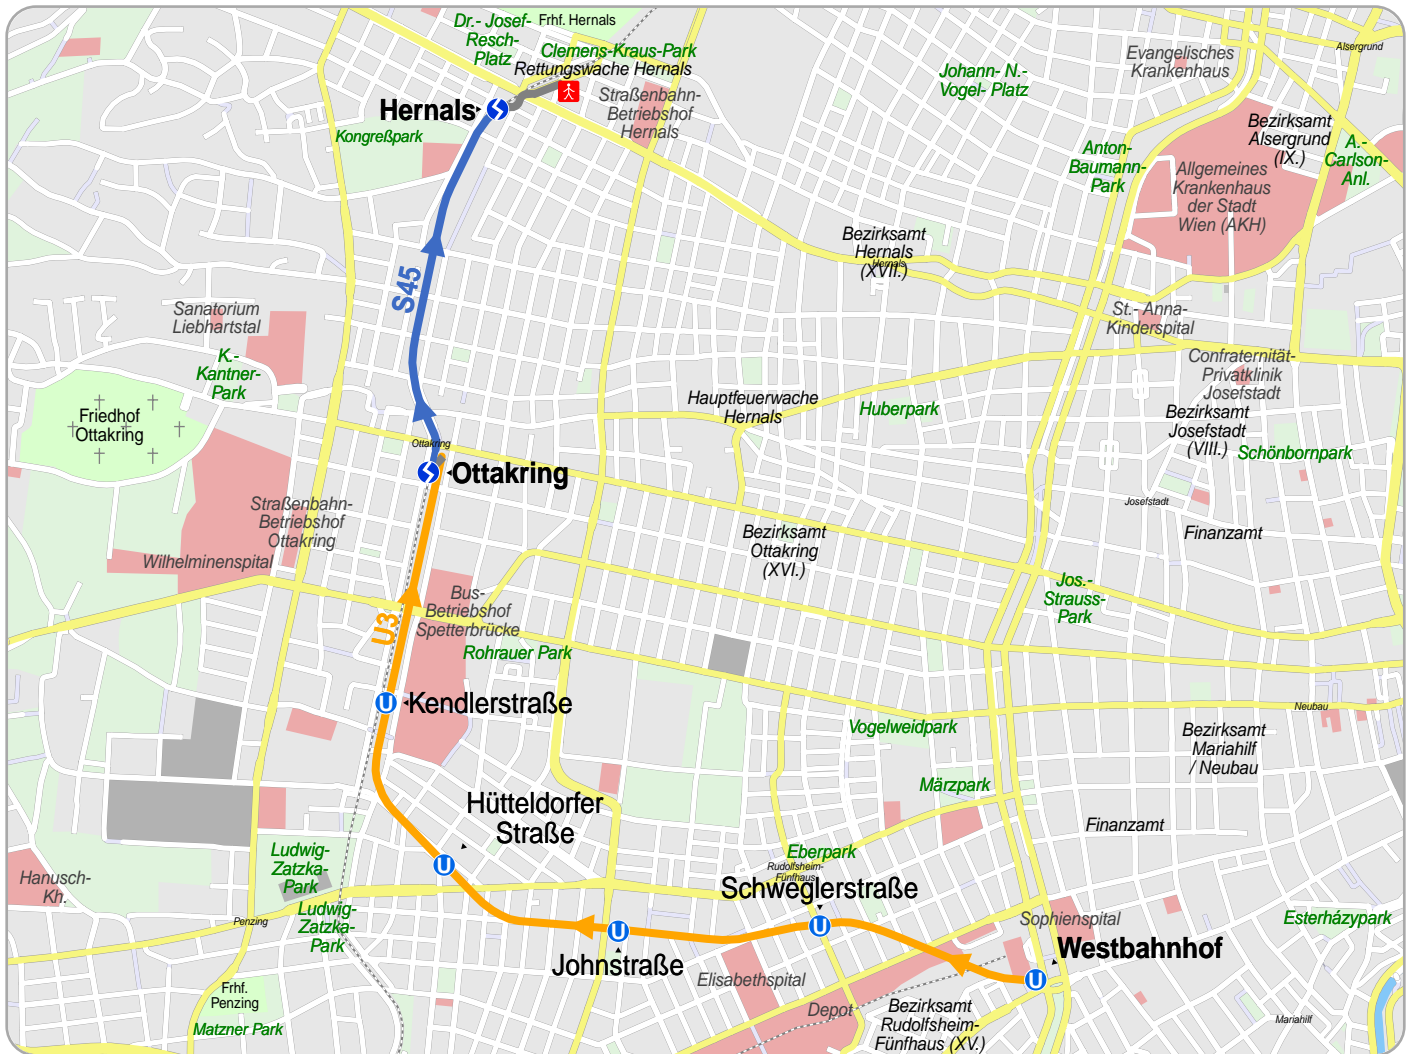 Dr.- Josef-
Resch-
Platz
Frhf. Hernals
Clemens-Kraus-Park
Rettungswache Hernals
Hernals
Straßenbahn-
Betriebshof
Hernals
Kongreßpark
Johann- N.-
Vogel- Platz
Evangelisches
Krankenhaus
Alsergrund
Bezirksamt
Alsergrund
(IX.)
A.-
Carlson-
Anl.
Anton-
Baumann-
Park
Allgemeines
Krankenhaus
der Stadt
Wien (AKH)
Bezirksamt
Hernals
(XVII.)
Hernals
S45
Sanatorium
Liebhartstal
K.-
Kantner-
Park
St.- Anna-
Kinderspital
Confraternität-
Privatklinik
Josefstadt
Bezirksamt
Josefstadt
(VIII.)
Schönbornpark
Hauptfeuerwache
Hernals
Huberpark
Friedhof
Ottakring
Ottakring
Ottakring
Straßenbahn-
Betriebshof
Ottakring
Wilhelminenspital
Josefstadt
Finanzamt
Bezirksamt
Ottakring
(XVI.)
Jos.-
Strauss-
Park
Bus-
Betriebshof
Spetterbrücke
U3
Rohrauer Park
U
Kendlerstraße
Vogelweidpark
Neubau
Bezirksamt
Mariahilf
/ Neubau
Märzpark
Hütteldorfer
Straße
U
Finanzamt
Eberpark
Rudolfsheim-
Fünfhaus
Schweglerstraße
U
Ludwig-
Zatzka-
Park
Hanusch-
Kh.
Ludwig-
Zatzka-
Park
Penzing
U
Johnstraße
Sophienspital
Westbahnhof
U
Esterházypark
Elisabethspital
Depot
Bezirksamt
Rudolfsheim-
Fünfhaus (XV.)
Mariahilf
Frhf.
Penzing
Matzner Park